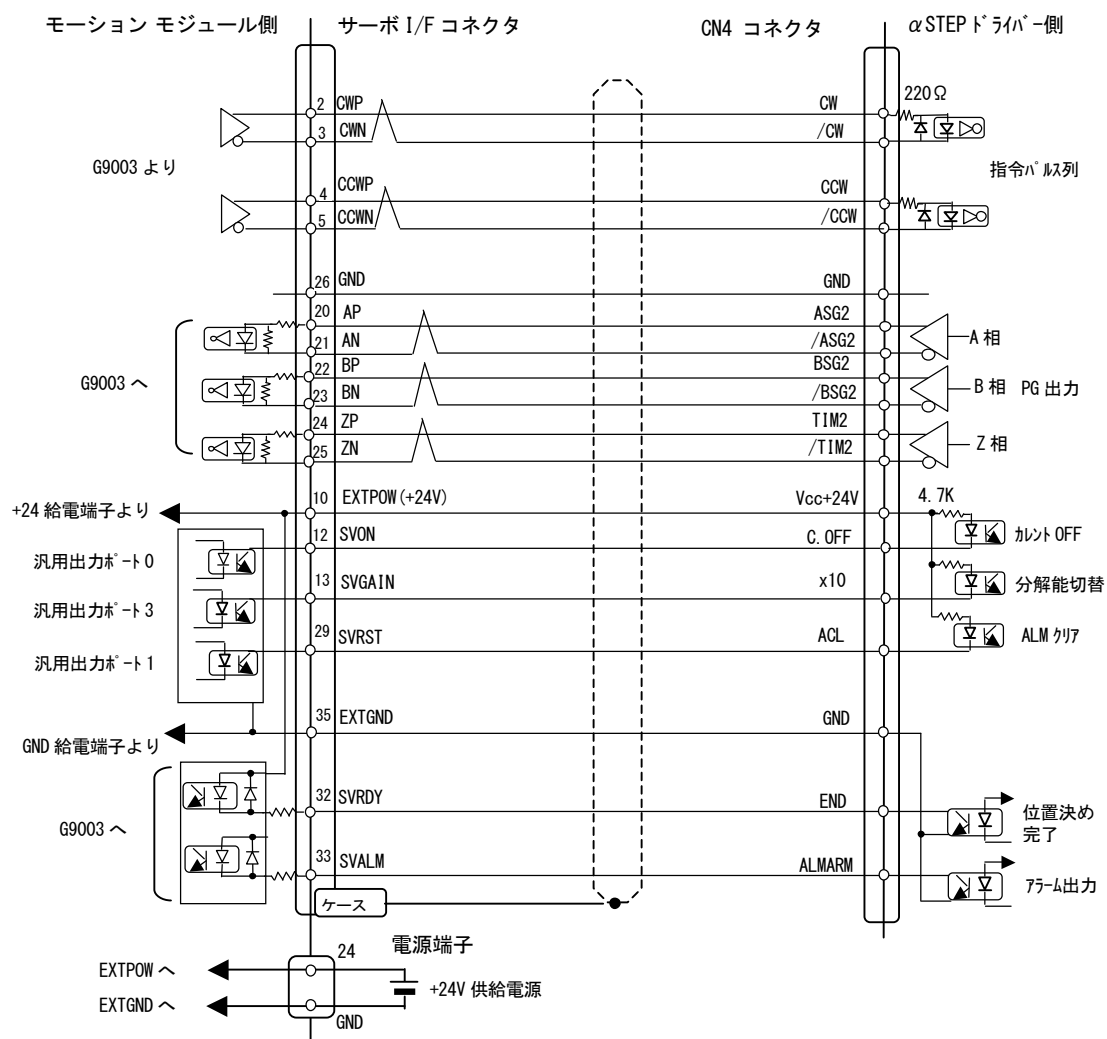 モーション モジュール側 サーボ I/F コネクタ CN4 コネクタ αSTEPﾄﾞﾗｲﾊﾞｰ側
2 CWP CW 220Ω
3 CWN /CW
G9003 より 指令ﾊﾟﾙｽ列
4 CCWP CCW
5 CCWN /CCW
26 GND GND
20 AP ASG2
21 AN /ASG2 A 相
22 BP BSG2
23 BN /BSG2 B 相 PG 出力
G9003 へ
24 ZP TIM2
25 ZN /TIM2 Z 相
10 EXTPOW(+24V) Vcc+24V 4.7K
+24 給電端子より
12 SVON C.OFF ｶﾚﾝﾄ OFF
汎用出力ﾎﾟｰﾄ 0
13 SVGAIN x10 分解能切替
汎用出力ﾎﾟｰﾄ 3
29 SVRST ACL ALM ｸﾘｱ
汎用出力ﾎﾟｰﾄ 1
35 EXTGND GND
GND 給電端子より
32 SVRDY END 位置決め
完了
G9003 へ
33 SVALM ALMARM ｱﾗｰﾑ出力
ケース
24 電源端子
EXTPOW へ
+24V 供給電源
EXTGND へ
GND